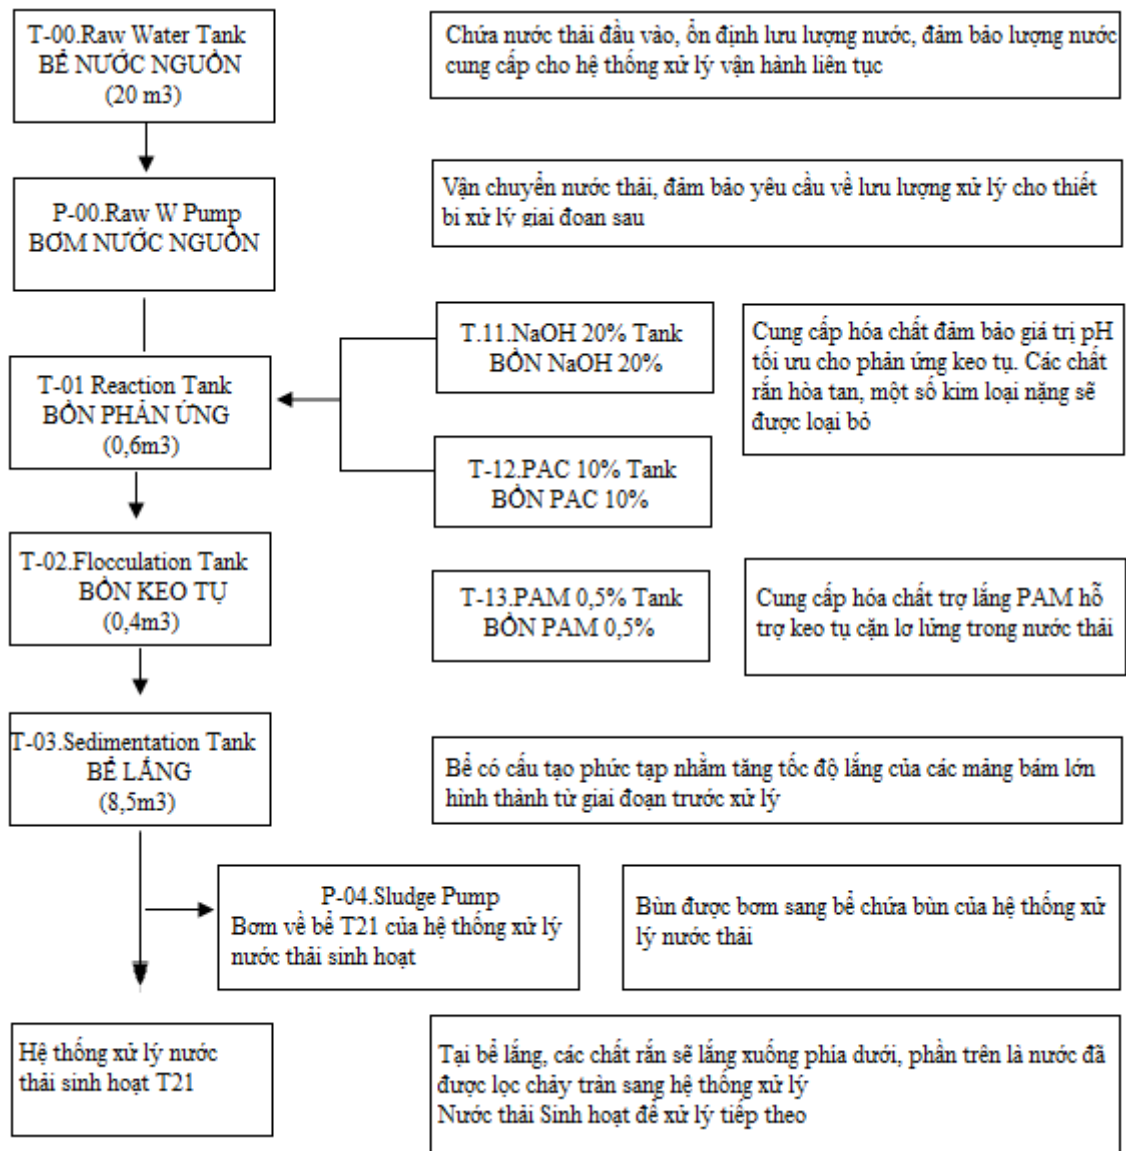 T-00.Raw Water Tank
BỂ NƯỚC NGUỒN
(20 m3)
Chứa nước thải đầu vào, ổn định lưu lượng nước, đảm bảo lượng nước
cung cấp cho hệ thống xử lý vận hành liên tục
P-00.Raw W Pump
BƠM NƯỚC NGUỒN
Vận chuyển nước thải, đảm bảo yêu cầu về lưu lượng xử lý cho thiết
bị xử lý giai đoạn sau
T-01 Reaction Tank
BỒN PHẢN ỨNG
(0,6m3)
T.11.NaOH 20% Tank
BỒN NaOH 20%
Cung cấp hóa chất đảm bảo giá trị pH
tối ưu cho phản ứng keo tụ. Các chất
rắn hòa tan, một số kim loại nặng sẽ
được loại bỏ
T-12.PAC 10% Tank
BỒN PAC 10%
T-02.Flocculation Tank
BỒN KEO TỤ
(0,4m3)
T-13.PAM 0,5% Tank
BỒN PAM 0,5%
Cung cấp hóa chất trợ lắng PAM hỗ
trợ keo tụ cặn lơ lửng trong nước thải
T-03.Sedimentation Tank
BỂ LẮNG
(8,5m3)
Bể có cấu tạo phức tạp nhằm tăng tốc độ lắng của các mảng bám lớn
hình thành từ giai đoạn trước xử lý
P-04.Sludge Pump
Bơm về bể T21 của hệ thống xử lý
nước thải sinh hoạt
Bùn được bơm sang bể chứa bùn của hệ thống xử
lý nước thải
Hệ thống xử lý nước
thải sinh hoạt T21
Tại bể lắng, các chất rắn sẽ lắng xuống phía dưới, phần trên là nước đã
được lọc chảy tràn sang hệ thống xử lý
Nước thải Sinh hoạt để xử lý tiếp theo